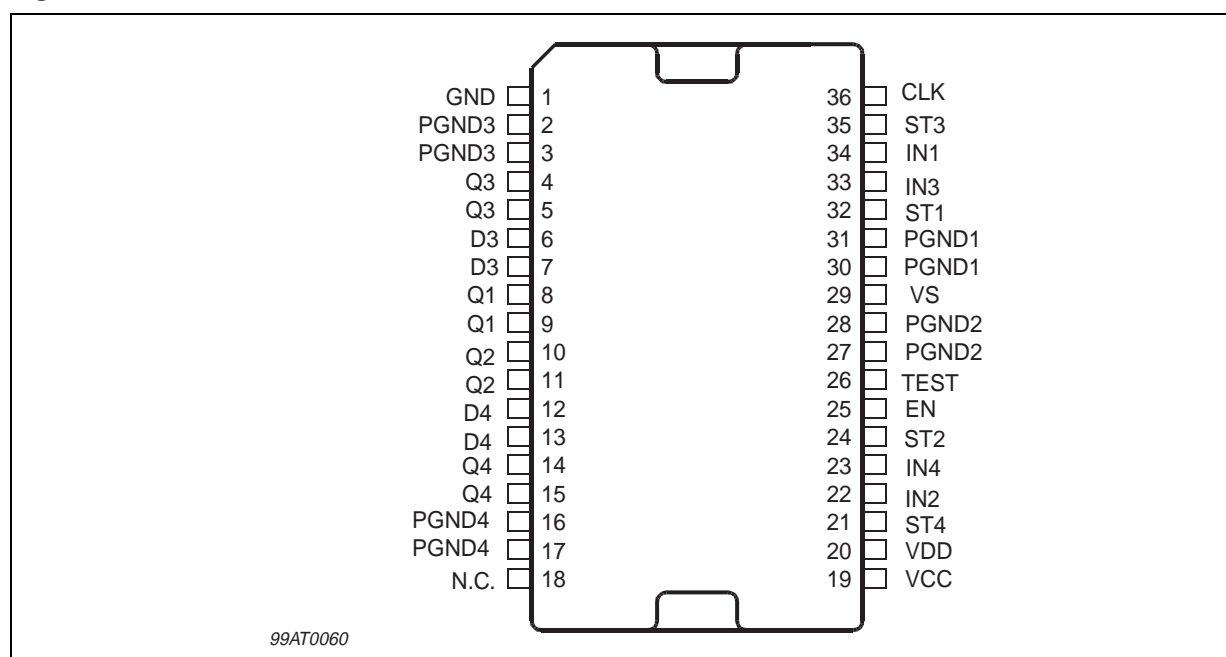 GND 1 36 CLK
PGND3 2 35 ST3
PGND3 3 34 IN1
Q3 4 33 IN3
Q3 5 32 ST1
D3 6 31 PGND1
D3 7 30 PGND1
Q1 8 29 VS
Q1 9 28 PGND2
Q2 10 27 PGND2
Q2 11 26 TEST
D4 12 25 EN
D4 13 24 ST2
Q4 14 23 IN4
Q4 15 22 IN2
PGND4 16 21 ST4
PGND4 17 20 VDD
N.C. 18 19 VCC
99AT0060